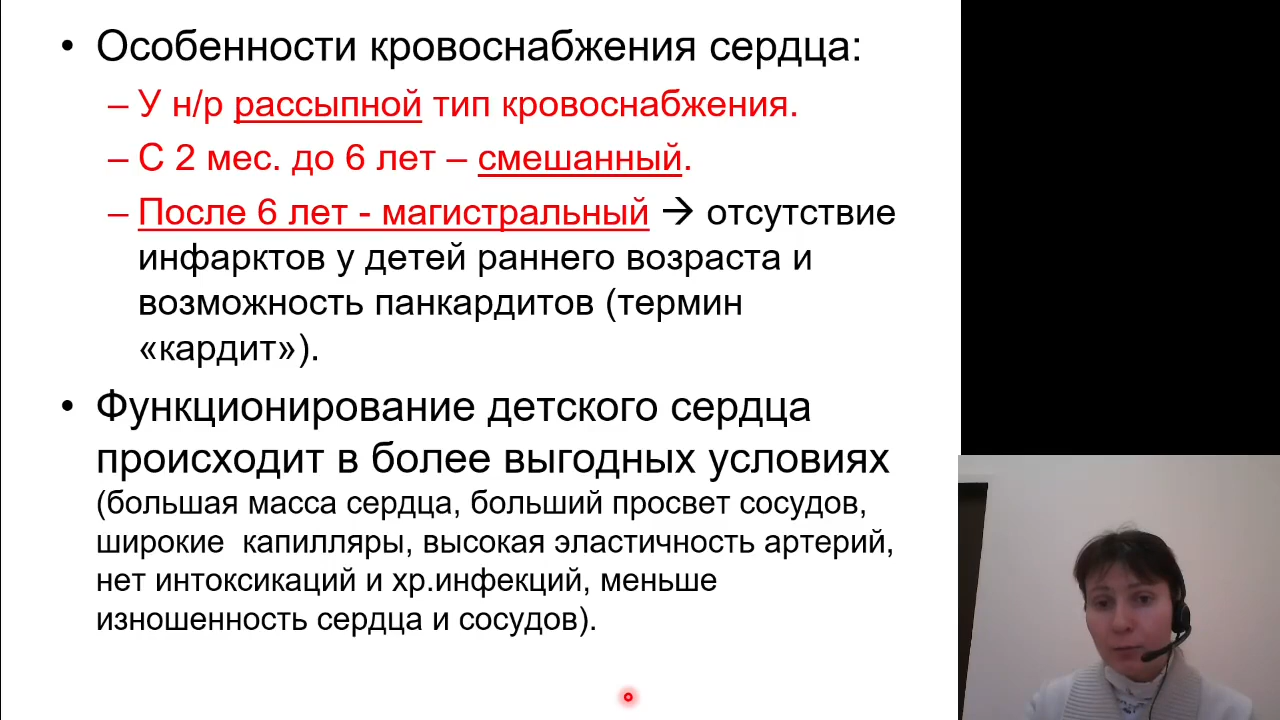 • Особенности кровоснабжения сердца:
– У н/р рассыпной тип кровоснабжения.
– С 2 мес. до 6 лет – смешанный.
– После 6 лет - магистральный → отсутствие
инфарктов у детей раннего возраста и
возможность панкардитов (термин
«кардит»).
• Функционирование детского сердца
происходит в более выгодных условиях
(большая масса сердца, больший просвет сосудов,
широкие  капилляры, высокая эластичность артерий,
нет интоксикаций и хр.инфекций, меньше
изношенность сердца и сосудов).